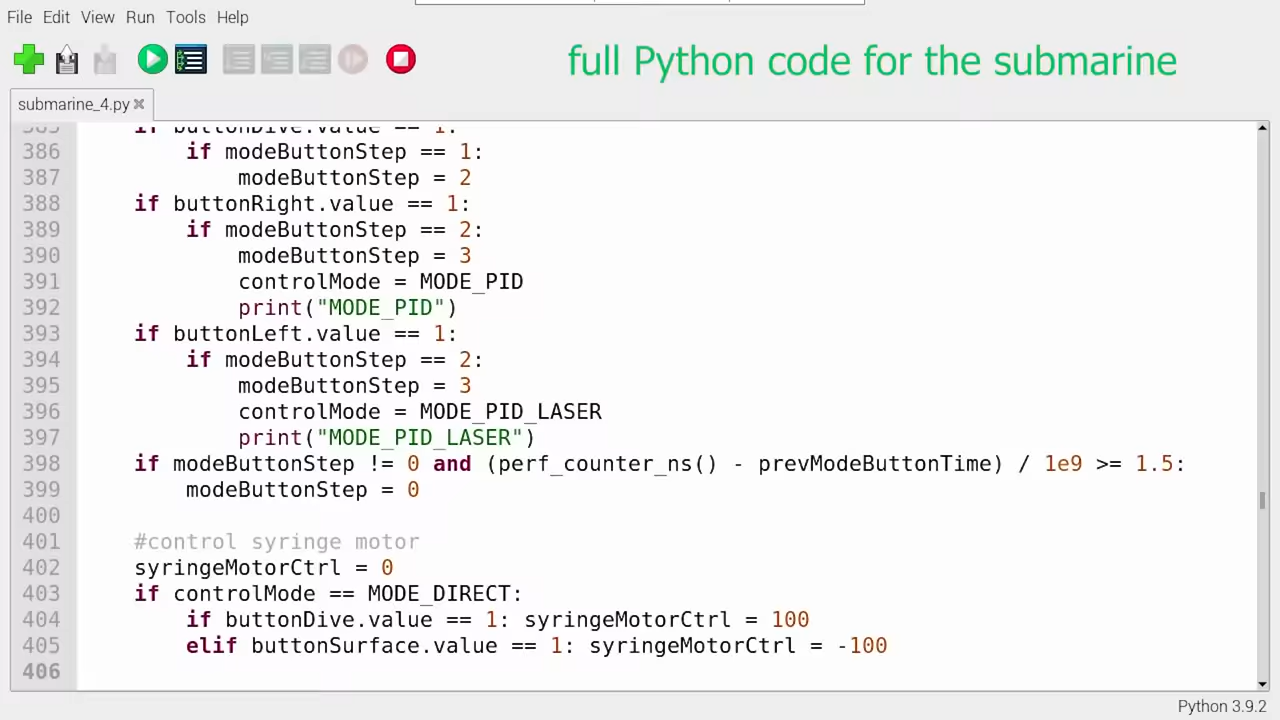 File Edit View Run Tools Help
full Python code for the submarine
submarine_4.py
385 if buttonDive.value == 1:
386 if modeButtonStep == 1:
387 modeButtonStep = 2
388 if buttonRight.value == 1:
389 if modeButtonStep == 2:
390 modeButtonStep = 3
391 controlMode = MODE_PID
392 print("MODE_PID")
393 if buttonLeft.value == 1:
394 if modeButtonStep == 2:
395 modeButtonStep = 3
396 controlMode = MODE_PID_LASER
397 print("MODE_PID_LASER")
398 if modeButtonStep != 0 and (perf_counter_ns() - prevModeButtonTime) / 1e9 >= 1.5:
399 modeButtonStep = 0
400
401 #control syringe motor
402 syringeMotorCtrl = 0
403 if controlMode == MODE_DIRECT:
404 if buttonDive.value == 1: syringeMotorCtrl = 100
405 elif buttonSurface.value == 1: syringeMotorCtrl = -100
406
Python 3.9.2